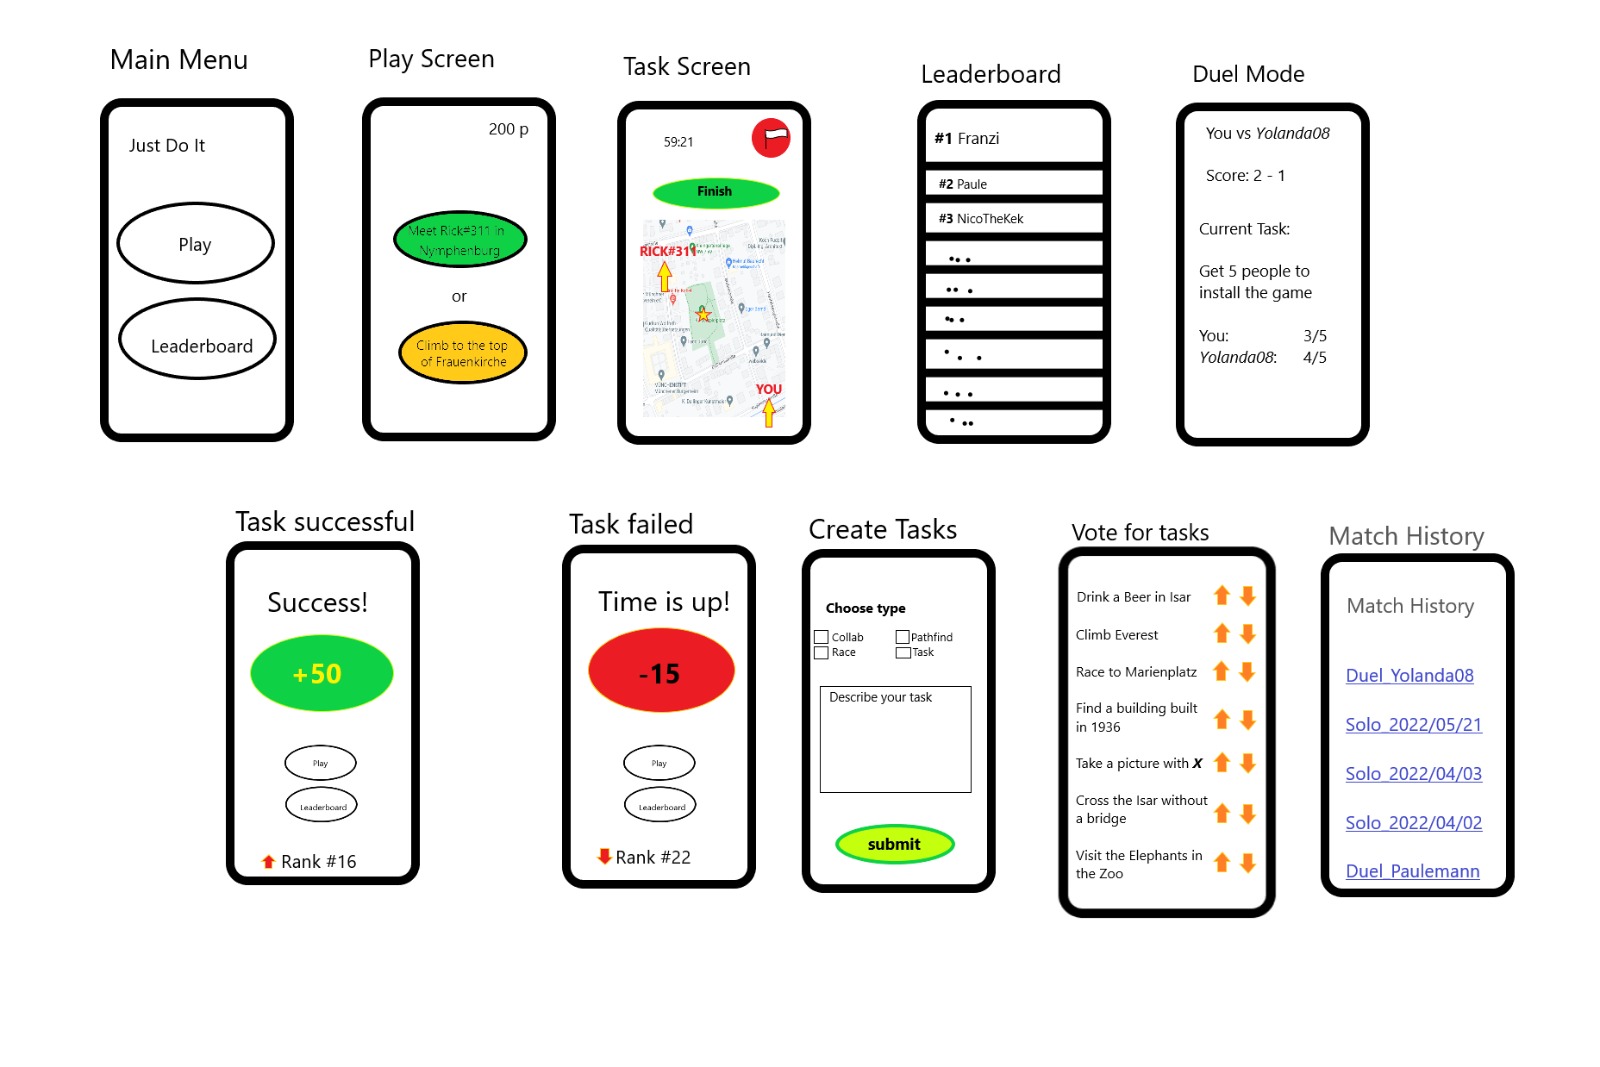 Main Menu
Just Do It
Play
Leaderboard
Play Screen
200 p
Meet Rick#311 in
Nymphenburg
or
Climb to the top
of Frauenkirche
Task Screen
59:21
Finish
RICK#311
YOU
Leaderboard
#1 Franzi
#2 Paule
#3 NicoTheKek
Duel Mode
You vs Yolanda08
Score: 2 - 1
Current Task:
Get 5 people to
install the game
You: 3/5
Yolanda08: 4/5
Task successful
Success!
+50
Play
Leaderboard
Rank #16
Task failed
Time is up!
-15
Play
Leaderboard
Rank #22
Create Tasks
Choose type
Collab Pathfind
Race Task
Describe your task
submit
Vote for tasks
Drink a Beer in Isar
Climb Everest
Race to Marienplatz
Find a building built
in 1936
Take a picture with X
Cross the Isar without
a bridge
Visit the Elephants in
the Zoo
Match History
Match History
Duel_Yolanda08
Solo_2022/05/21
Solo_2022/04/03
Solo_2022/04/02
Duel_Paulemann